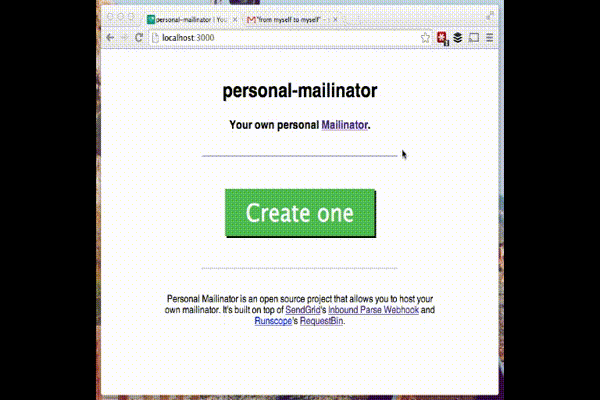 personal-mailinator | You
"from myself to myself" -
localhost:3000
personal-mailinator
Your own personal Mailinator.
Create one
Personal Mailinator is an open source project that allows you to host your
own mailinator. It's built on top of SendGrid's Inbound Parse Webhook and
Runscope's RequestBin.